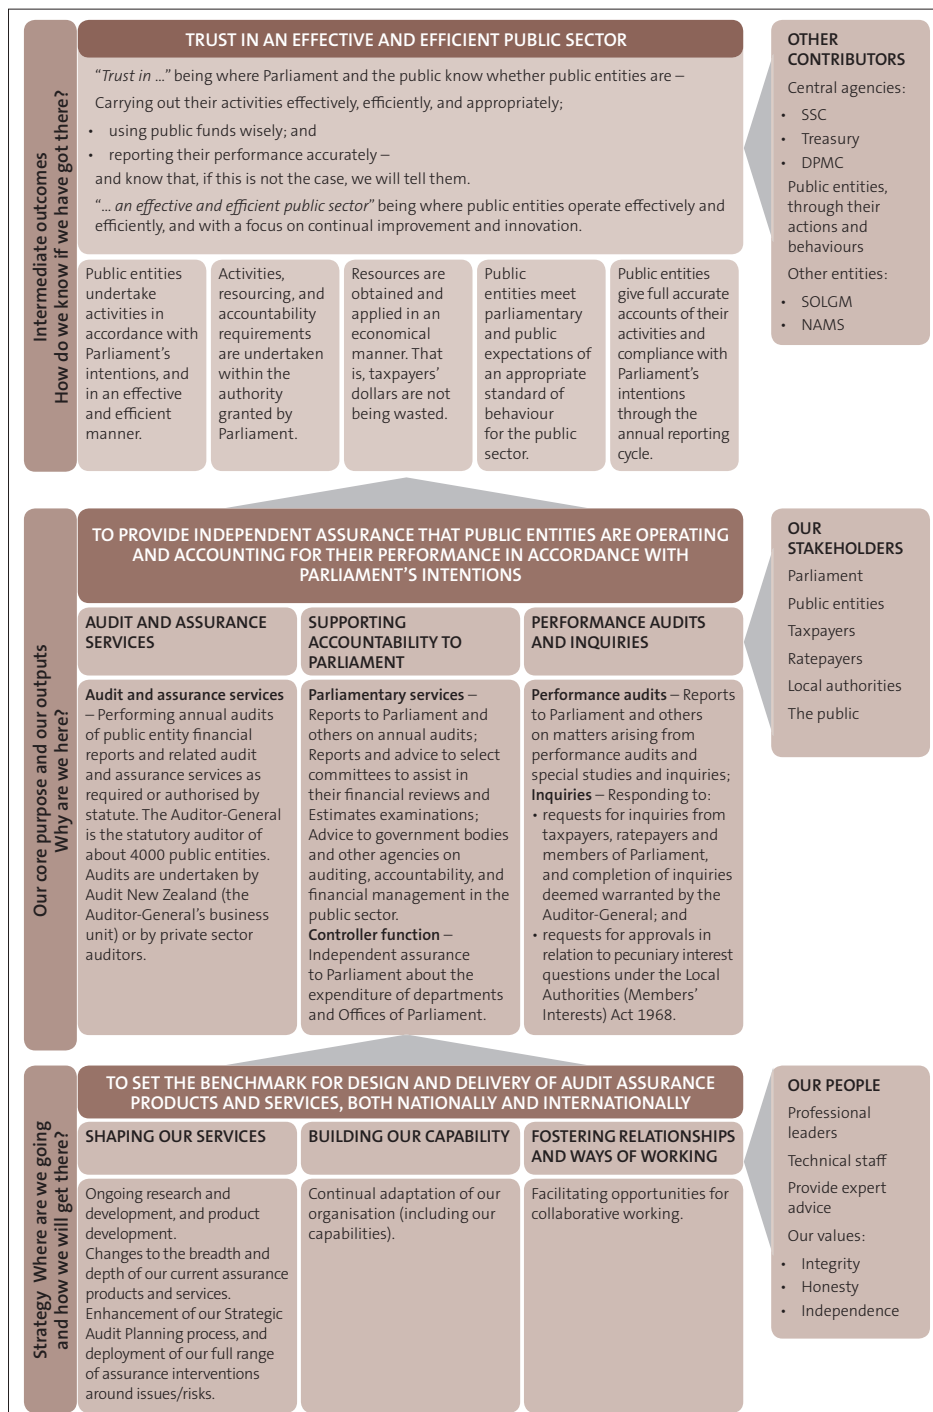 Intermediate outcomes
How do we know if we have got there?
TRUST IN AN EFFECTIVE AND EFFICIENT PUBLIC SECTOR
“Trust in ...” being where Parliament and the public know whether public entities are –
Carrying out their activities effectively, efficiently, and appropriately;
• using public funds wisely; and
• reporting their performance accurately –
and know that, if this is not the case, we will tell them.
“... an effective and efficient public sector” being where public entities operate effectively and
efficiently, and with a focus on continual improvement and innovation.
Public entities
undertake
activities in
accordance with
Parliament’s
intentions, and
in an effective
and efficient
manner.
Activities,
resourcing, and
accountability
requirements
are undertaken
within the
authority
granted by
Parliament.
Resources are
obtained and
applied in an
economical
manner. That
is, taxpayers’
dollars are not
being wasted.
Public
entities meet
parliamentary
and public
expectations of
an appropriate
standard of
behaviour
for the public
sector.
Public entities
give full accurate
accounts of their
activities and
compliance with
Parliament’s
intentions
through the
annual reporting
cycle.
OTHER
CONTRIBUTORS
Central agencies:
• SSC
• Treasury
• DPMC
Public entities,
through their
actions and
behaviours
Other entities:
• SOLGM
• NAMS
Our core purpose and our outputs
Why are we here?
TO PROVIDE INDEPENDENT ASSURANCE THAT PUBLIC ENTITIES ARE OPERATING
AND ACCOUNTING FOR THEIR PERFORMANCE IN ACCORDANCE WITH
PARLIAMENT’S INTENTIONS
AUDIT AND ASSURANCE
SERVICES
Audit and assurance services
– Performing annual audits
of public entity financial
reports and related audit
and assurance services as
required or authorised by
statute. The Auditor-General
is the statutory auditor of
about 4000 public entities.
Audits are undertaken by
Audit New Zealand (the
Auditor-General’s business
unit) or by private sector
auditors.
SUPPORTING
ACCOUNTABILITY TO
PARLIAMENT
Parliamentary services –
Reports to Parliament and
others on annual audits;
Reports and advice to select
committees to assist in
their financial reviews and
Estimates examinations;
Advice to government bodies
and other agencies on
auditing, accountability, and
financial management in the
public sector.
Controller function –
Independent assurance
to Parliament about the
expenditure of departments
and Offices of Parliament.
PERFORMANCE AUDITS
AND INQUIRIES
Performance audits – Reports
to Parliament and others
on matters arising from
performance audits and
special studies and inquiries;
Inquiries – Responding to:
• requests for inquiries from
taxpayers, ratepayers and
members of Parliament,
and completion of inquiries
deemed warranted by the
Auditor-General; and
• requests for approvals in
relation to pecuniary interest
questions under the Local
Authorities (Members’
Interests) Act 1968.
OUR
STAKEHOLDERS
Parliament
Public entities
Taxpayers
Ratepayers
Local authorities
The public
Strategy Where are we going
and how we will get there?
TO SET THE BENCHMARK FOR DESIGN AND DELIVERY OF AUDIT ASSURANCE
PRODUCTS AND SERVICES, BOTH NATIONALLY AND INTERNATIONALLY
SHAPING OUR SERVICES
Ongoing research and
development, and product
development.
Changes to the breadth and
depth of our current assurance
products and services.
Enhancement of our Strategic
Audit Planning process, and
deployment of our full range
of assurance interventions
around issues/risks.
BUILDING OUR CAPABILITY
Continual adaptation of our
organisation (including our
capabilities).
FOSTERING RELATIONSHIPS
AND WAYS OF WORKING
Facilitating opportunities for
collaborative working.
OUR PEOPLE
Professional
leaders
Technical staff
Provide expert
advice
Our values:
• Integrity
• Honesty
• Independence